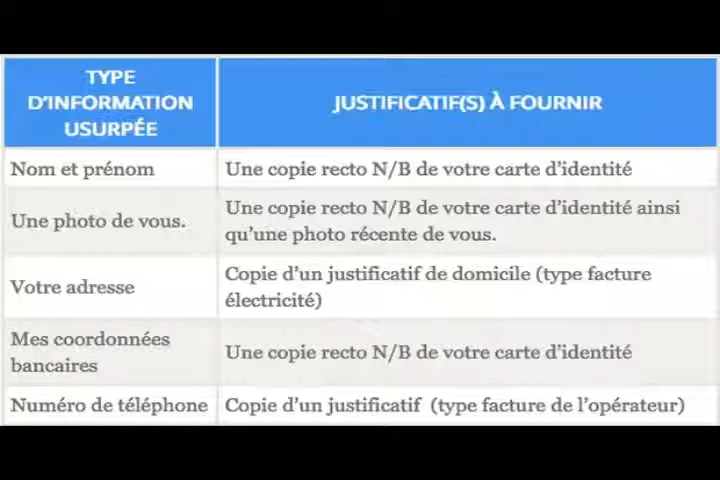 TYPE
D'INFORMATION
USURPÉE
JUSTIFICATIF(S) À FOURNIR
Nom et prénom
Une copie recto N/B de votre carte d'identité
Une photo de vous.
Une copie recto N/B de votre carte d'identité ainsi
qu'une photo récente de vous.
Votre adresse
Copie d'un justificatif de domicile (type facture
électricité)
Mes coordonnées
bancaires
Une copie recto N/B de votre carte d'identité
Numéro de téléphone
Copie d'un justificatif (type facture de l'opérateur)